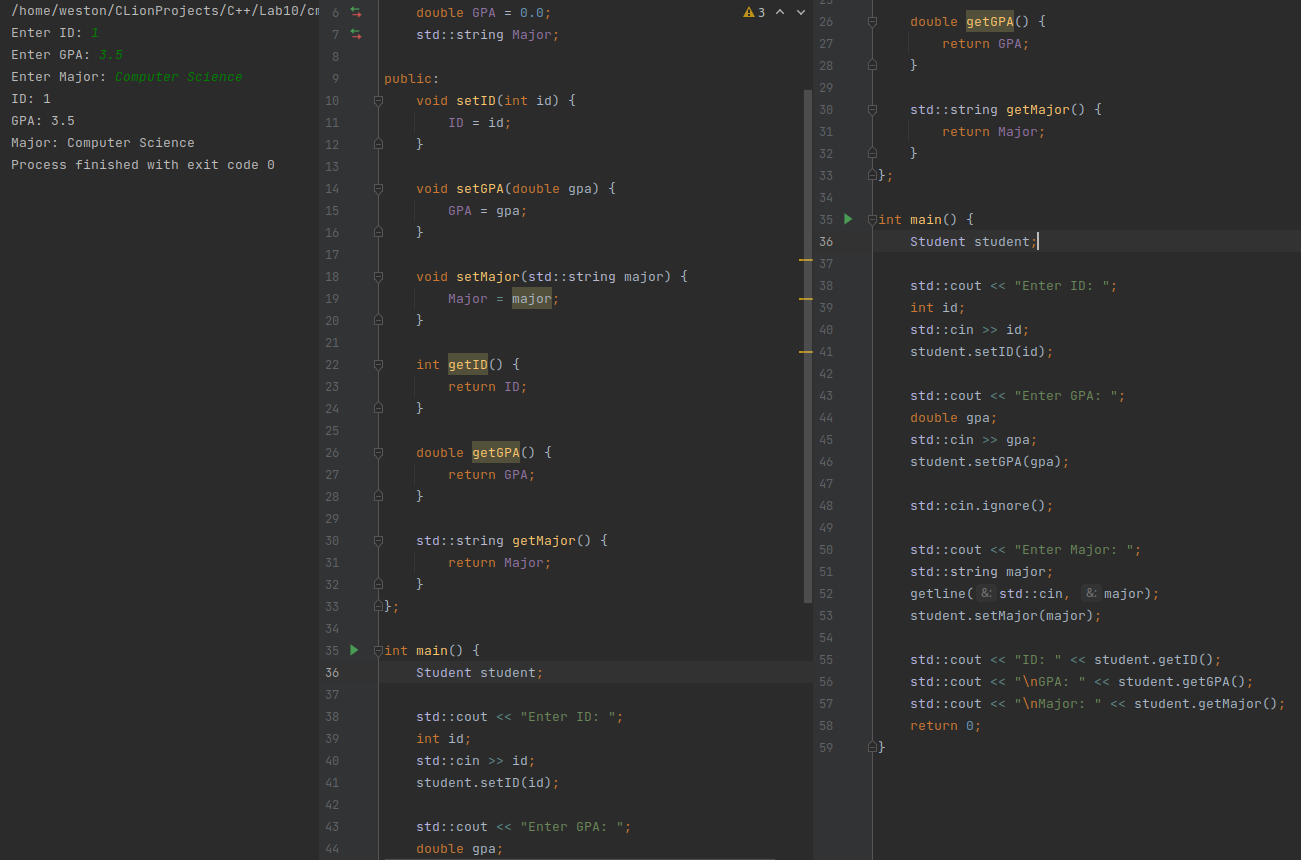 /home/weston/CLionProjects/C++/Lab10/cm
Enter ID: 1
Enter GPA: 3.5
Enter Major: Computer Science
ID: 1
GPA: 3.5
Major: Computer Science
Process finished with exit code 0
3
6 double GPA = 0.0;
7 std::string Major;
8
9 public:
10 void setID(int id) {
11 ID = id;
12 }
13
14 void setGPA(double gpa) {
15 GPA = gpa;
16 }
17
18 void setMajor(std::string major) {
19 Major = major;
20 }
21
22 int getID() {
23 return ID;
24 }
25
26 double getGPA() {
27 return GPA;
28 }
29
30 std::string getMajor() {
31 return Major;
32 }
33 };
34
35 int main() {
36 Student student;
37
38 std::cout << "Enter ID: ";
39 int id;
40 std::cin >> id;
41 student.setID(id);
42
43 std::cout << "Enter GPA: ";
44 double gpa;
25
26 double getGPA() {
27 return GPA;
28 }
29
30 std::string getMajor() {
31 return Major;
32 }
33 };
34
35 int main() {
36 Student student;
37
38 std::cout << "Enter ID: ";
39 int id;
40 std::cin >> id;
41 student.setID(id);
42
43 std::cout << "Enter GPA: ";
44 double gpa;
45 std::cin >> gpa;
46 student.setGPA(gpa);
47
48 std::cin.ignore();
49
50 std::cout << "Enter Major: ";
51 std::string major;
52 getline( &: std::cin, &: major);
53 student.setMajor(major);
54
55 std::cout << "ID: " << student.getID();
56 std::cout << "\nGPA: " << student.getGPA();
57 std::cout << "\nMajor: " << student.getMajor();
58 return 0;
59 }